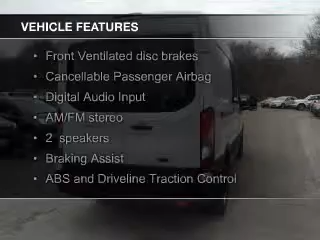 VEHICLE FEATURES
• Front Ventilated disc brakes
• Cancellable Passenger Airbag
• Digital Audio Input
• AM/FM stereo
• 2 speakers
• Braking Assist
• ABS and Driveline Traction Control